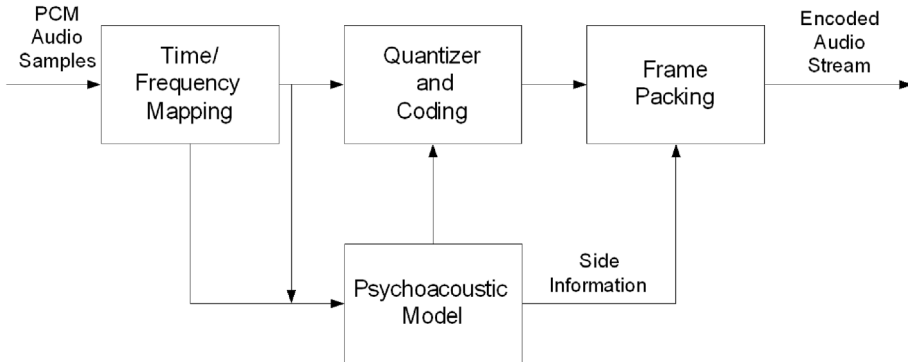 PCM
Audio
Samples
Time/
Frequency
Mapping
Quantizer
and
Coding
Frame
Packing
Encoded
Audio
Stream
Psychoacoustic
Model
Side
Information